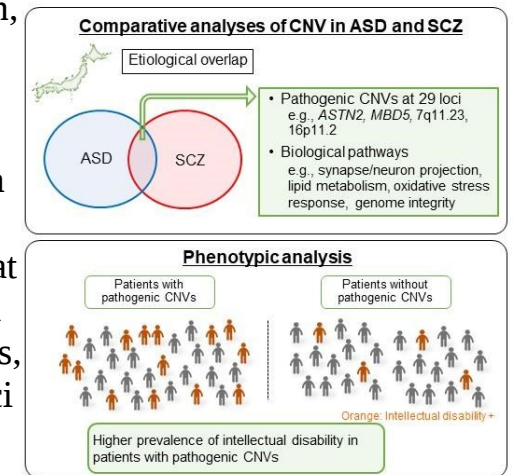 Comparative analyses of CNV in ASD and SCZ
Etiological overlap
ASD
SCZ
• Pathogenic CNVs at 29 loci
e.g., ASTN2, MBD5, 7q11.23,
16p11.2
• Biological pathways
e.g., synapse/neuron projection,
lipid metabolism, oxidative stress
response, genome integrity
at
Phenotypic analysis
Patients with
pathogenic CNVs
Patients without
pathogenic CNVs
Orange: Intellectual disability +
Higher prevalence of intellectual disability in
patients with pathogenic CNVs